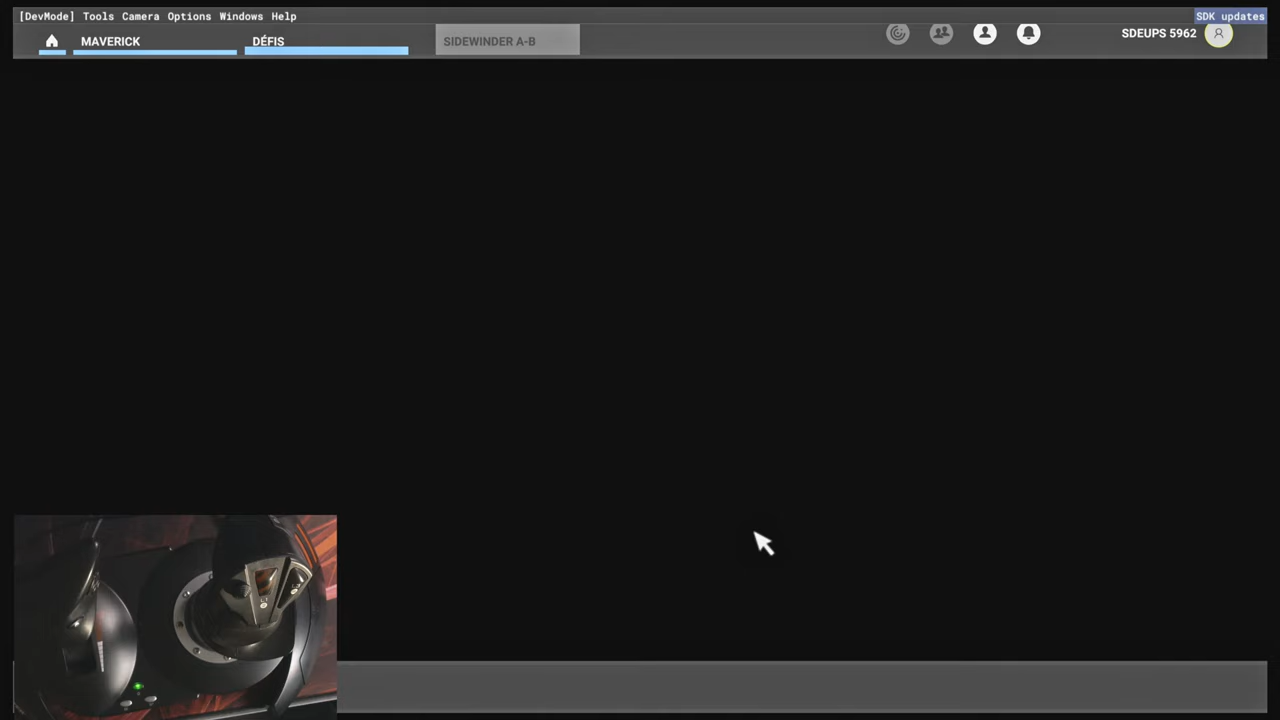 [DevMode] Tools Camera Options Windows Help
SDK updates
MAVERICK
DÉFIS
SIDEWINDER A-B
SDEUPS 5962